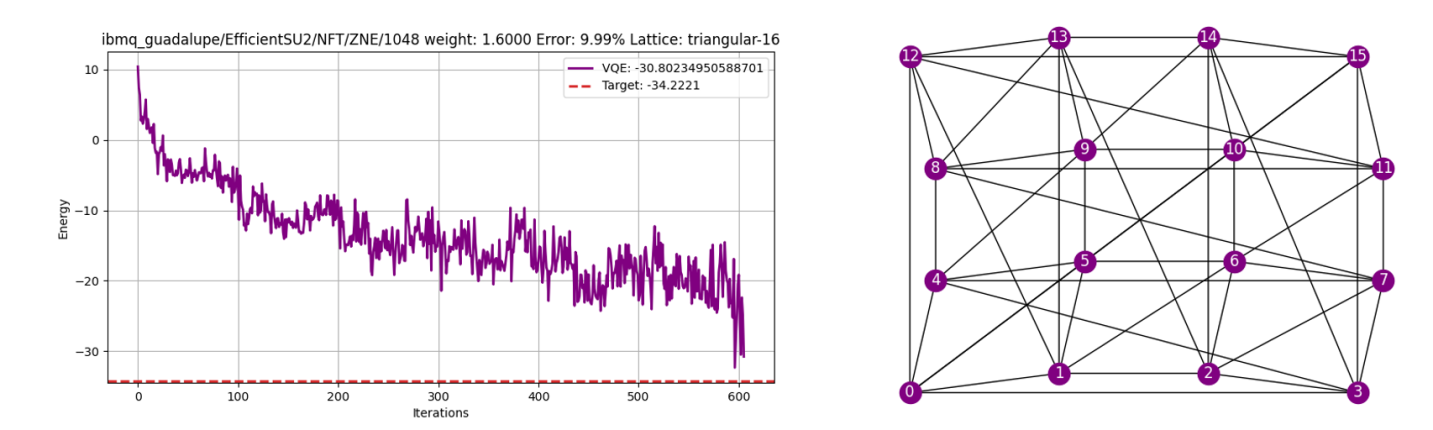 ibmq_guadalupe/EfficientSU2/NFT/ZNE/1048 weight: 1.6000 Error: 9.99% Lattice: triangular-16
VQE: -30.80234950588701
Target: -34.2221
10
0
−10
−20
−30
Energy
0 100 200 300 400 500 600
Iterations
12 13 14 15
8 9 10 11
4 5 6 7
0 1 2 3